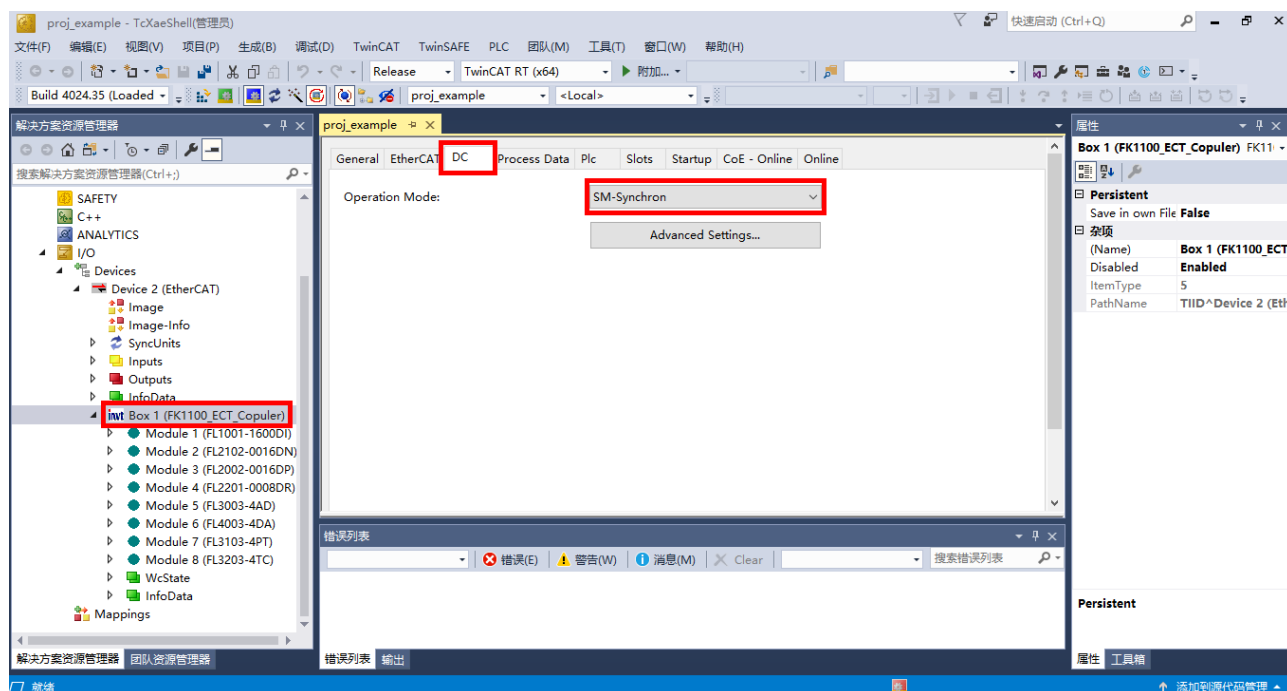 proj_example - TcXaeShell(管理员)
快速启动 (Ctrl+Q)
文件(F) 编辑(E) 视图(V) 项目(P) 生成(B) 调试(D) TwinCAT TwinSAFE PLC 团队(M) 工具(T) 窗口(W) 帮助(H)
Release TwinCAT RT (x64) 附加...
Build 4024.35 (Loaded proj_example <Local>
解决方案资源管理器
搜索解决方案资源管理器(Ctrl+;)
SAFETY
C++
ANALYTICS
I/O
Devices
Device 2 (EtherCAT)
Image
Image-Info
SyncUnits
Inputs
Outputs
InfoData
invt Box 1 (FK1100_ECT_Copuler)
Module 1 (FL1001-1600DI)
Module 2 (FL2102-0016DN)
Module 3 (FL2002-0016DP)
Module 4 (FL2201-0008DR)
Module 5 (FL3003-4AD)
Module 6 (FL4003-4DA)
Module 7 (FL3103-4PT)
Module 8 (FL3203-4TC)
WcState
InfoData
Mappings
解决方案资源管理器 团队资源管理器
proj_example
General EtherCAT DC Process Data Plc Slots Startup CoE - Online Online
Operation Mode: SM-Synchron
Advanced Settings...
错误列表
错误(E) 警告(W) 消息(M) Clear 搜索错误列表
错误列表 输出
属性
Box 1 (FK1100_ECT_Copuler) FK11
Persistent
Save in own File False
杂项
(Name) Box 1 (FK1100_ECT
Disabled Enabled
ItemType 5
PathName TIID^Device 2 (Eth
Persistent
属性 工具箱
就绪
添加到源代码管理